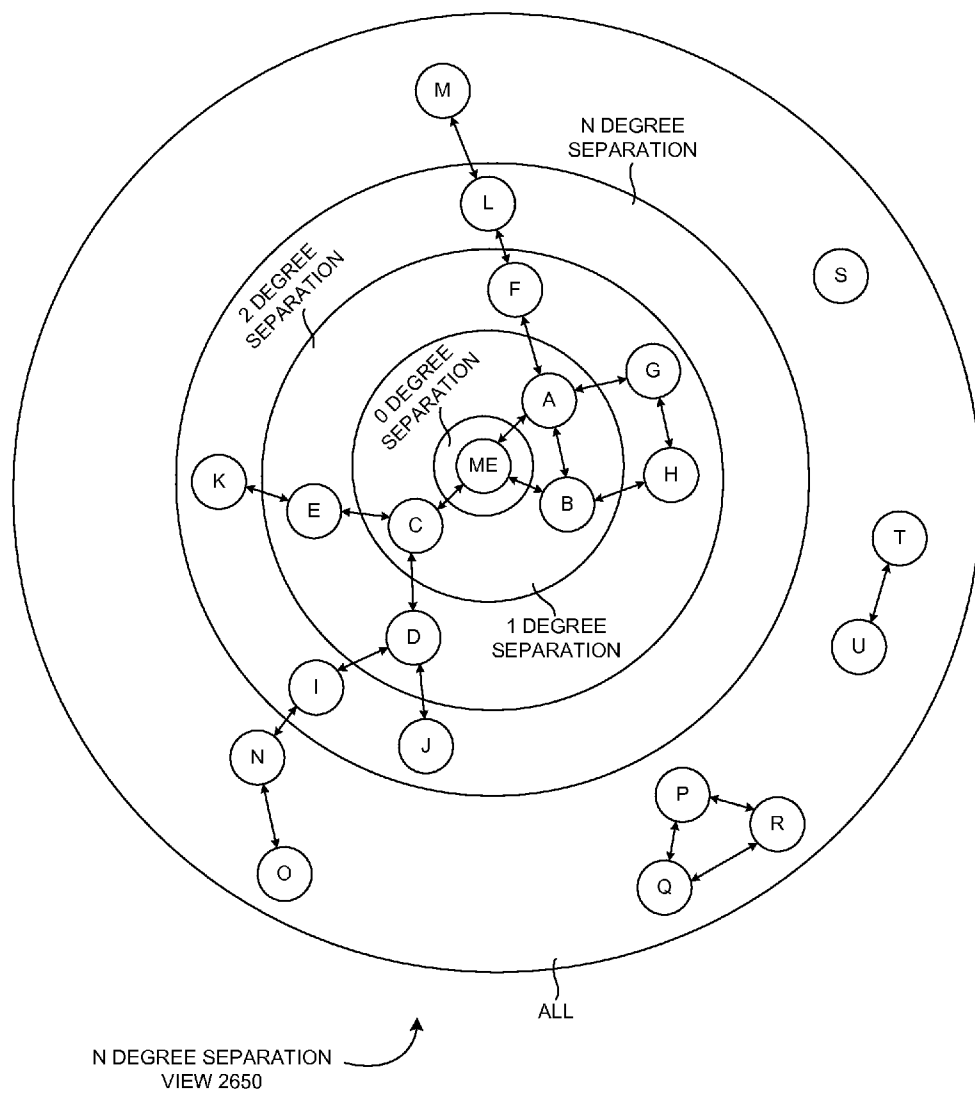 M
N DEGREE
SEPARATION
L
2 DEGREE
SEPARATION
S
F
0 DEGREE
SEPARATION
G
A
ME
H
K
B
E
C
T
1 DEGREE
SEPARATION
D
U
I
J
N
P
R
O
Q
ALL
N DEGREE SEPARATION
VIEW 2650